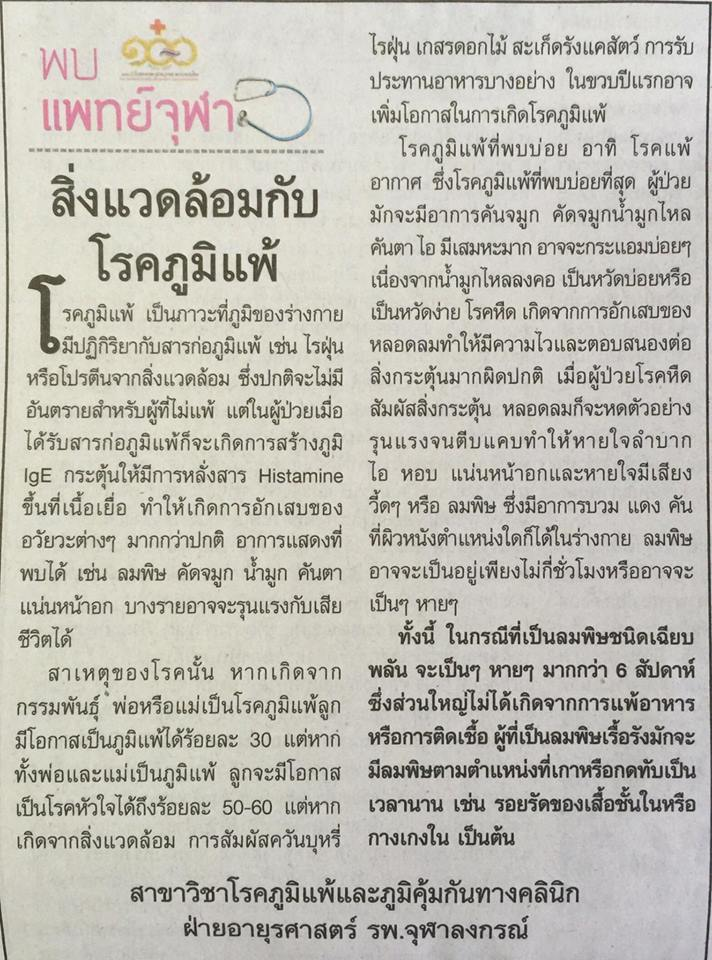 พบ
แพทย์จุฬา
สิ่งแวดล้อมกับ
โรคภูมิแพ้
โรคภูมิแพ้ เป็นภาวะที่ภูมิของร่างกาย
มีปฏิกิริยากับสารก่อภูมิแพ้ เช่น ไรฝุ่น
หรือโปรตีนจากสิ่งแวดล้อม ซึ่งปกติจะไม่มี
อันตรายสำหรับผู้ที่ไม่แพ้ แต่ในผู้ป่วยเมื่อ
ได้รับสารก่อภูมิแพ้ก็จะเกิดการสร้างภูมิ
IgE กระตุ้นให้มีการหลั่งสาร Histamine
ขึ้นที่เนื้อเยื่อ ทำให้เกิดการอักเสบของ
อวัยวะต่างๆ มากกว่าปกติ อาการแสดงที่
พบได้ เช่น ลมพิษ คัดจมูก น้ำมูก คันตา
แน่นหน้าอก บางรายอาจจะรุนแรงกับเสีย
ชีวิตได้
สาเหตุของโรคนั้น หากเกิดจาก
กรรมพันธุ์ พ่อหรือแม่เป็นโรคภูมิแพ้ลูก
มีโอกาสเป็นภูมิแพ้ได้ร้อยละ 30 แต่หาก
ทั้งพ่อและแม่เป็นภูมิแพ้ ลูกจะมีโอกาส
เป็นโรคหัวใจได้ถึงร้อยละ 50-60 แต่หาก
เกิดจากสิ่งแวดล้อม การสัมผัสควันบุหรี่
ไรฝุ่น เกสรดอกไม้ สะเก็ดรังแคสัตว์ การรับ
ประทานอาหารบางอย่าง ในขวบปีแรกอาจ
เพิ่มโอกาสในการเกิดโรคภูมิแพ้
โรคภูมิแพ้ที่พบบ่อย อาทิ โรคแพ้
อากาศ ซึ่งโรคภูมิแพ้ที่พบบ่อยที่สุด ผู้ป่วย
มักจะมีอาการคันจมูก คัดจมูกน้ำมูกไหล
คันตา ไอ มีเสมหะมาก อาจจะกระแอมบ่อยๆ
เนื่องจากน้ำมูกไหลลงคอ เป็นหวัดบ่อยหรือ
เป็นหวัดง่าย โรคหืด เกิดจากการอักเสบของ
หลอดลมทำให้มีความไวและตอบสนองต่อ
สิ่งกระตุ้นมากผิดปกติ เมื่อผู้ป่วยโรคหืด
สัมผัสสิ่งกระตุ้น หลอดลมก็จะหดตัวอย่าง
รุนแรงจนตีบแคบทำให้หายใจลำบาก
ไอ หอบ แน่นหน้าอกและหายใจมีเสียง
วี้ดๆ หรือ ลมพิษ ซึ่งมีอาการบวม แดง คัน
ที่ผิวหนังตำแหน่งใดก็ได้ในร่างกาย ลมพิษ
อาจจะเป็นอยู่เพียงไม่กี่ชั่วโมงหรืออาจจะ
เป็นๆ หายๆ
ทั้งนี้ ในกรณีที่เป็นลมพิษชนิดเฉียบ
พลัน จะเป็นๆ หายๆ มากกว่า 6 สัปดาห์
ซึ่งส่วนใหญ่ไม่ได้เกิดจากการแพ้อาหาร
หรือการติดเชื้อ ผู้ที่เป็นลมพิษเรื้อรังมักจะ
มีลมพิษตามตำแหน่งที่เกาหรือกดทับเป็น
เวลานาน เช่น รอยรัดของเสื้อชั้นในหรือ
กางเกงใน เป็นต้น
สาขาวิชาโรคภูมิแพ้และภูมิคุ้มกันทางคลินิก
ฝ่ายอายุรศาสตร์ รพ.จุฬาลงกรณ์